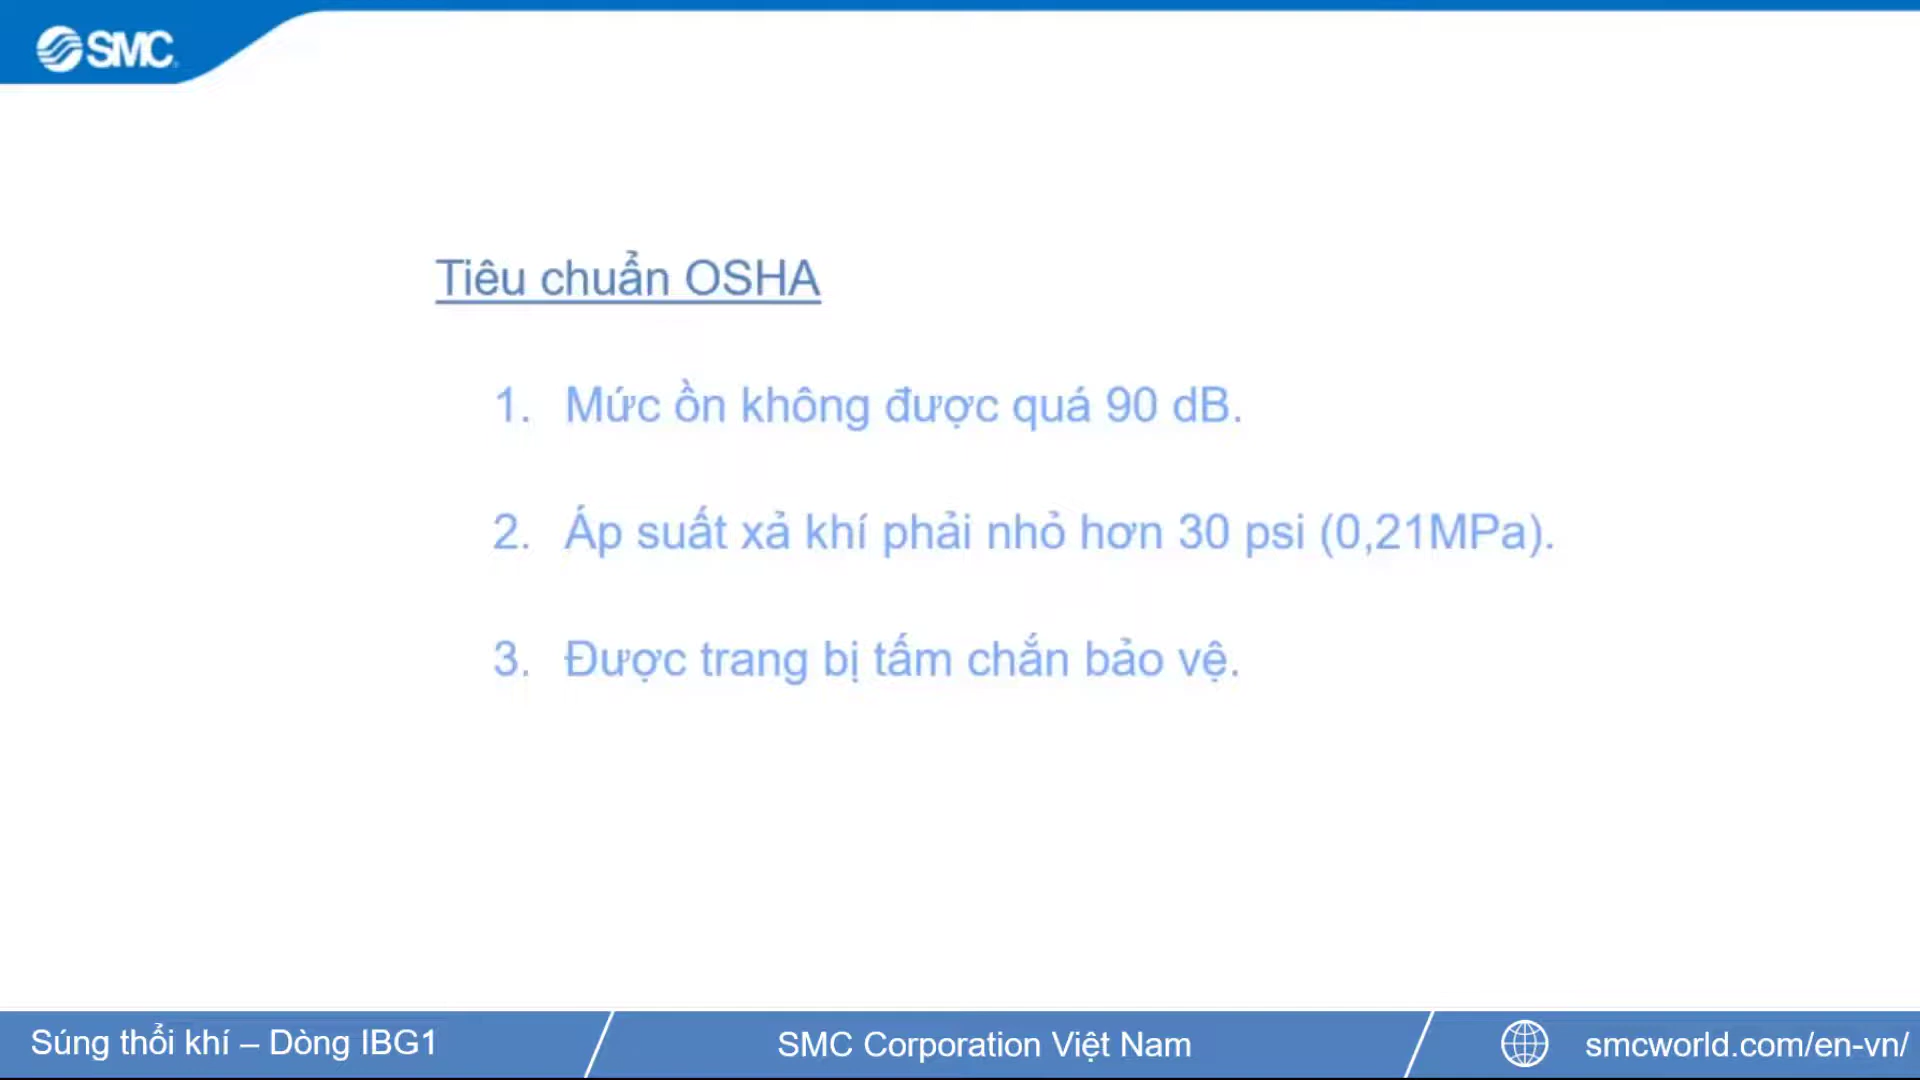 SMC
Tiêu chuẩn OSHA
1. Mức ồn không được quá 90 dB.
2. Áp suất xả khí phải nhỏ hơn 30 psi (0,21MPa).
3. Được trang bị tấm chắn bảo vệ.
Súng thổi khí – Dòng IBG1
SMC Corporation Việt Nam
smcworld.com/en-vn/